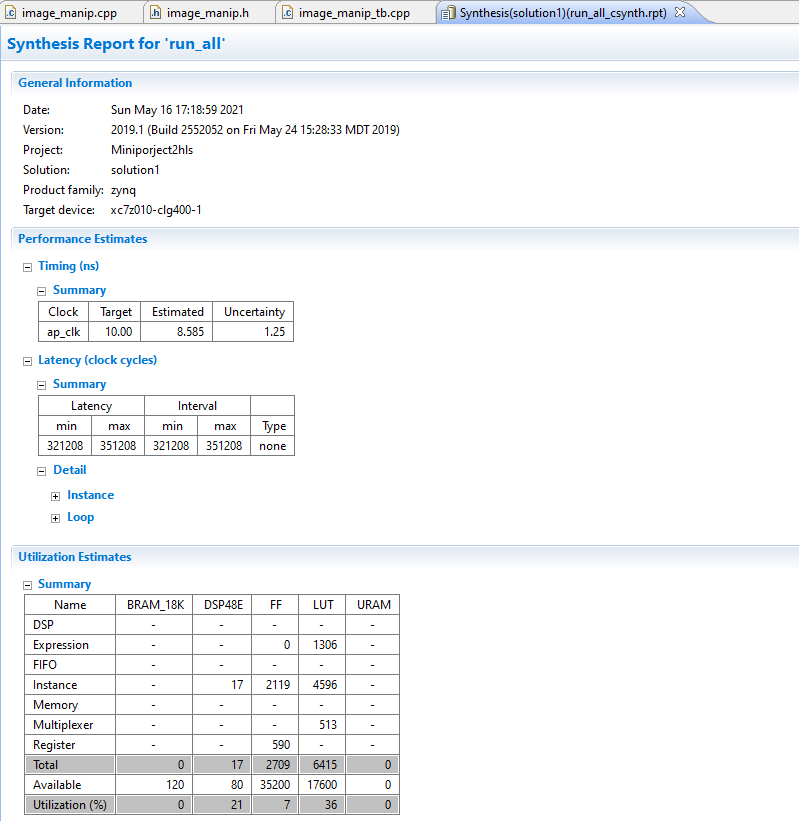 image_manip.cpp image_manip.h image_manip_tb.cpp Synthesis(solution1)(run_all_csynth.rpt)
Synthesis Report for 'run_all'
General Information
Date: Sun May 16 17:18:59 2021
Version: 2019.1 (Build 2552052 on Fri May 24 15:28:33 MDT 2019)
Project: Miniporject2hls
Solution: solution1
Product family: zynq
Target device: xc7z010-clg400-1
Performance Estimates
Timing (ns)
Summary
Clock Target Estimated Uncertainty
ap_clk 10.00 8.585 1.25
Latency (clock cycles)
Summary
Latency Interval
min max min max Type
321208 351208 321208 351208 none
Detail
Instance
Loop
Utilization Estimates
Summary
Name BRAM_18K DSP48E FF LUT URAM
DSP - - - - -
Expression - - 0 1306 -
FIFO - - - - -
Instance - 17 2119 4596 -
Memory - - - - -
Multiplexer - - - 513 -
Register - - 590 - -
Total 0 17 2709 6415 0
Available 120 80 35200 17600 0
Utilization (%) 0 21 7 36 0